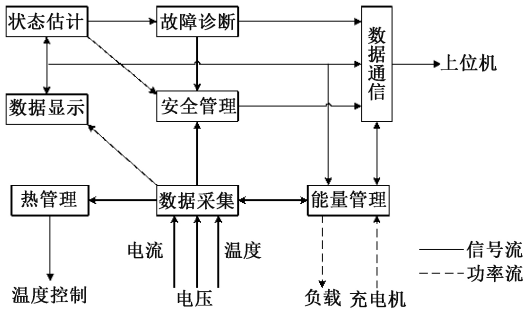 状态估计
故障诊断
数据通信
上位机
数据显示
安全管理
热管理
数据采集
能量管理
电流
温度
信号流
功率流
温度控制
电压
负载
充电机